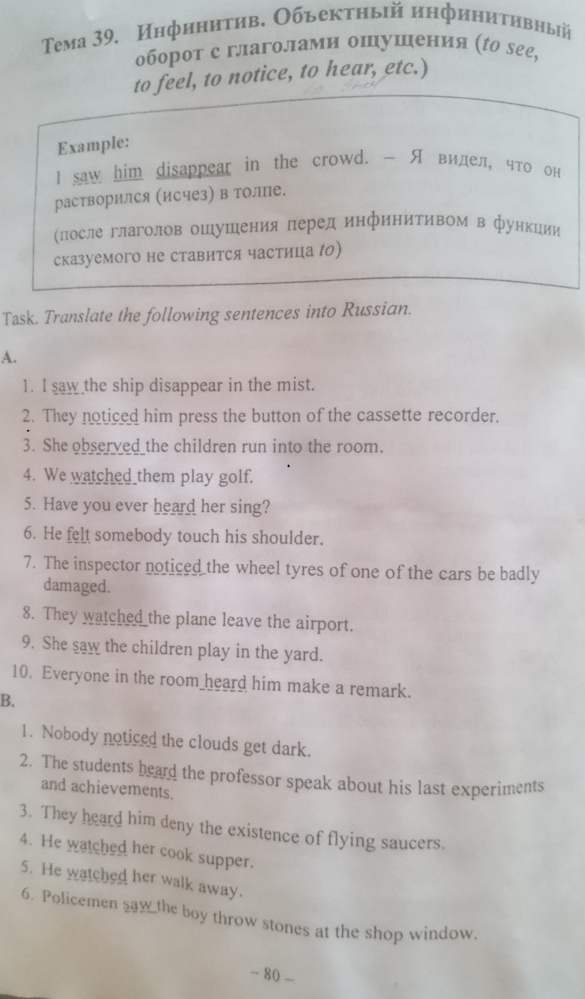 Тема 39. Инфинитив. Объектный инфинитивный
оборот с глаголами ощущения (to see,
to feel, to notice, to hear, etc.)
to
Example:
I saw him disappear in the crowd. – Я видел, что он
растворился (исчез) в толпе.
(после глаголов ощущения перед инфинитивом в функции
сказуемого не ставится частица to)
Task. Translate the following sentences into Russian.
A.
1. I saw the ship disappear in the mist.
2. They noticed him press the button of the cassette recorder.
3. She observed the children run into the room.
4. We watched them play golf.
5. Have you ever heard her sing?
6. He felt somebody touch his shoulder.
7. The inspector noticed the wheel tyres of one of the cars be badly
damaged.
8. They watched the plane leave the airport.
9. She saw the children play in the yard.
10. Everyone in the room heard him make a remark.
B.
1. Nobody noticed the clouds get dark.
2. The students heard the professor speak about his last experiments
and achievements.
3. They heard him deny the existence of flying saucers.
4. He watched her cook supper.
5. He watched her walk away.
6. Policemen saw the boy throw stones at the shop window.
– 80 –